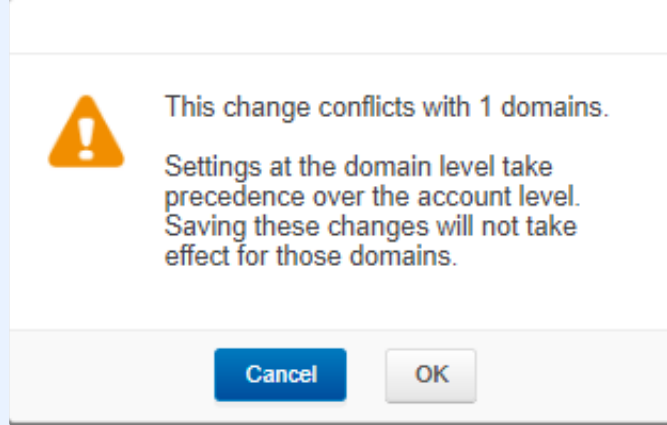 This change conflicts with 1 domains.
Settings at the domain level take
precedence over the account level.
Saving these changes will not take
effect for those domains.
Cancel
OK